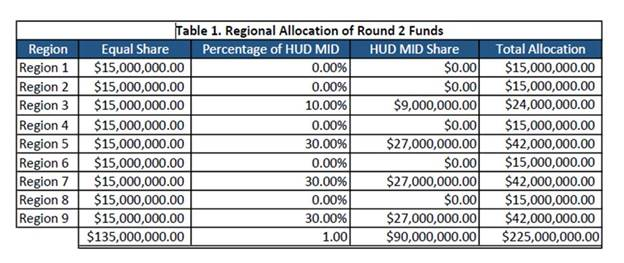 Table 1. Regional Allocation of Round 2 Funds
Region Equal Share Percentage of HUD MID HUD MID Share Total Allocation
Region 1 $15,000,000.00 0.00% $0.00 $15,000,000.00
Region 2 $15,000,000.00 0.00% $0.00 $15,000,000.00
Region 3 $15,000,000.00 10.00% $9,000,000.00 $24,000,000.00
Region 4 $15,000,000.00 0.00% $0.00 $15,000,000.00
Region 5 $15,000,000.00 30.00% $27,000,000.00 $42,000,000.00
Region 6 $15,000,000.00 0.00% $0.00 $15,000,000.00
Region 7 $15,000,000.00 30.00% $27,000,000.00 $42,000,000.00
Region 8 $15,000,000.00 0.00% $0.00 $15,000,000.00
Region 9 $15,000,000.00 30.00% $27,000,000.00 $42,000,000.00
$135,000,000.00 1.00 $90,000,000.00 $225,000,000.00